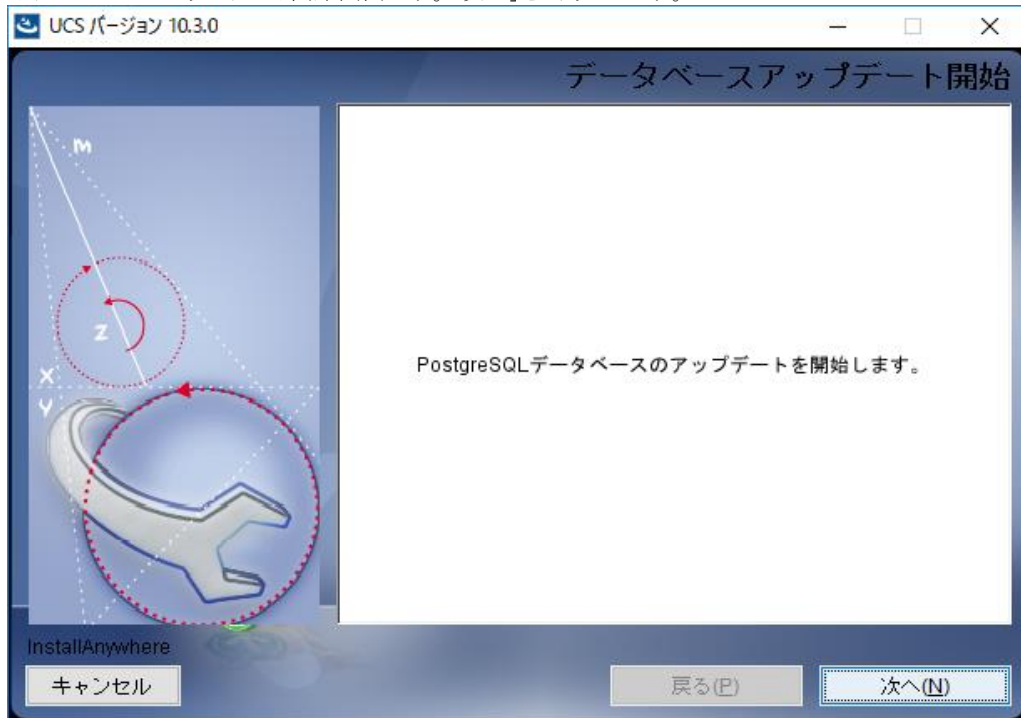 UCS バージョン 10.3.0
データベースアップデート開始
m
Z
X
Y
PostgreSQLデータベースのアップデートを開始します。
InstallAnywhere
キャンセル
戻る(P)
次へ(N)